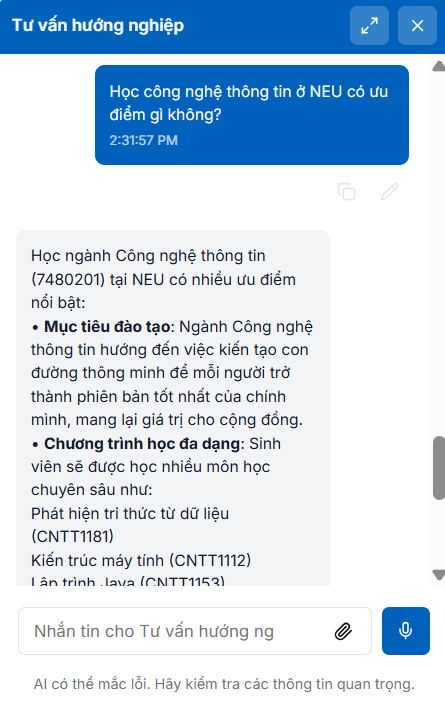 Tư vấn hướng nghiệp
Học công nghệ thông tin ở NEU có ưu
điểm gì không?
2:31:57 PM
Học ngành Công nghệ thông tin
(7480201) tại NEU có nhiều ưu điểm
nổi bật:
• Mục tiêu đào tạo: Ngành Công nghệ
thông tin hướng đến việc kiến tạo con
đường thông minh để mỗi người trở
thành phiên bản tốt nhất của chính
mình, mang lại giá trị cho cộng đồng.
• Chương trình học đa dạng: Sinh
viên sẽ được học nhiều môn học
chuyên sâu như:
Phát hiện tri thức từ dữ liệu
(CNTT1181)
Kiến trúc máy tính (CNTT1112)
Lập trình Java (CNTT1153)
Nhắn tin cho Tư vấn hướng ng
AI có thể mắc lỗi. Hãy kiểm tra các thông tin quan trọng.